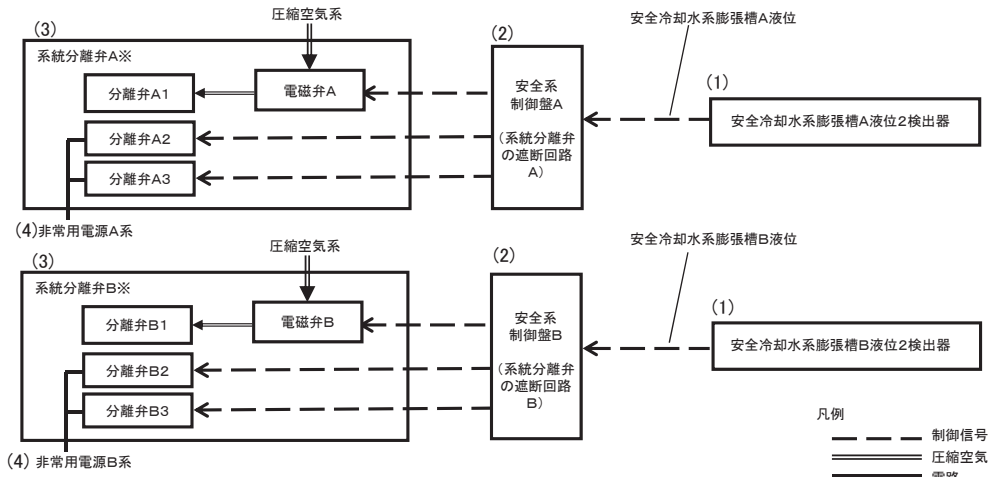 圧縮空気系
安全冷却水系膨張槽A液位
(3)
(2)
系統分離弁A※
(1)
分離弁A1
電磁弁A
安全系
制御盤A
(系統分離弁
の遮断回路
A)
安全冷却水系膨張槽A液位2検出器
分離弁A2
分離弁A3
(4)非常用電源A系
圧縮空気系
安全冷却水系膨張槽B液位
(3)
(2)
系統分離弁B※
(1)
分離弁B1
電磁弁B
安全系
制御盤B
(系統分離弁
の遮断回路
B)
安全冷却水系膨張槽B液位2検出器
分離弁B2
分離弁B3
(4) 非常用電源B系
凡例
制御信号
圧縮空気